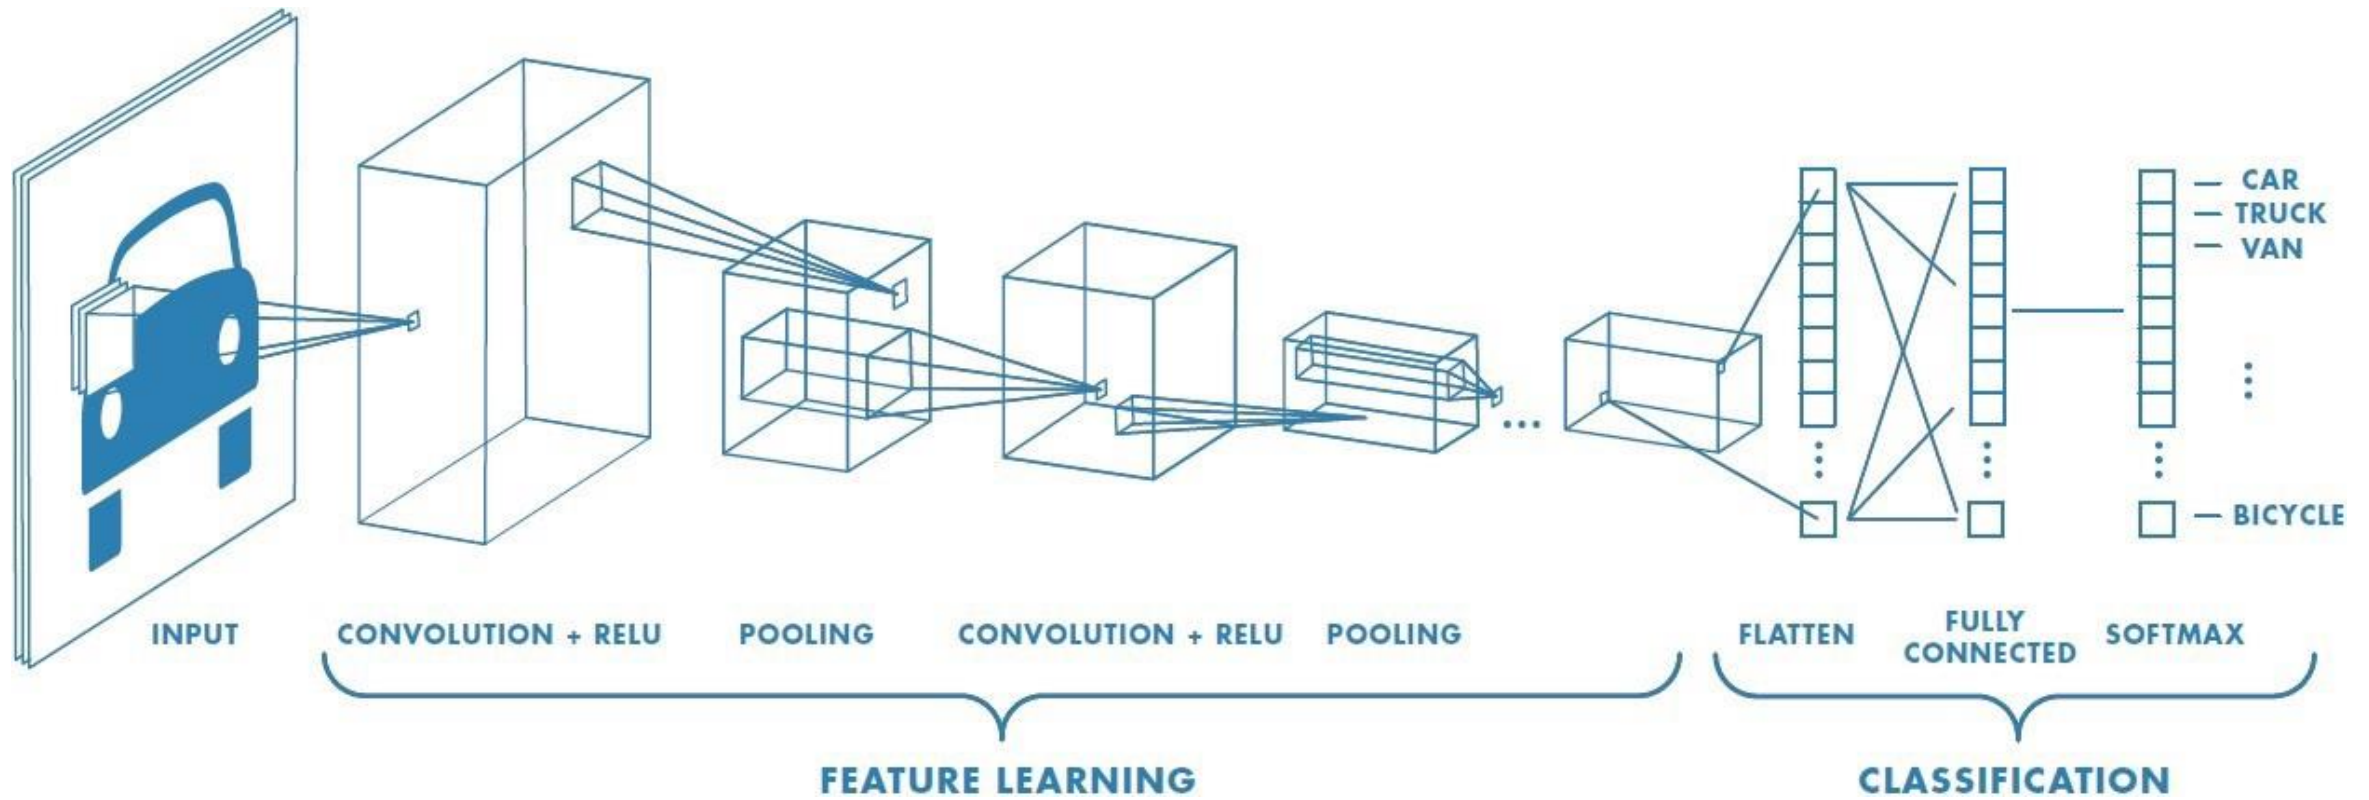 CAR
TRUCK
VAN
BICYCLE
INPUT
CONVOLUTION + RELU
POOLING
CONVOLUTION + RELU
POOLING
FLATTEN
FULLY
CONNECTED
SOFTMAX
FEATURE LEARNING
CLASSIFICATION